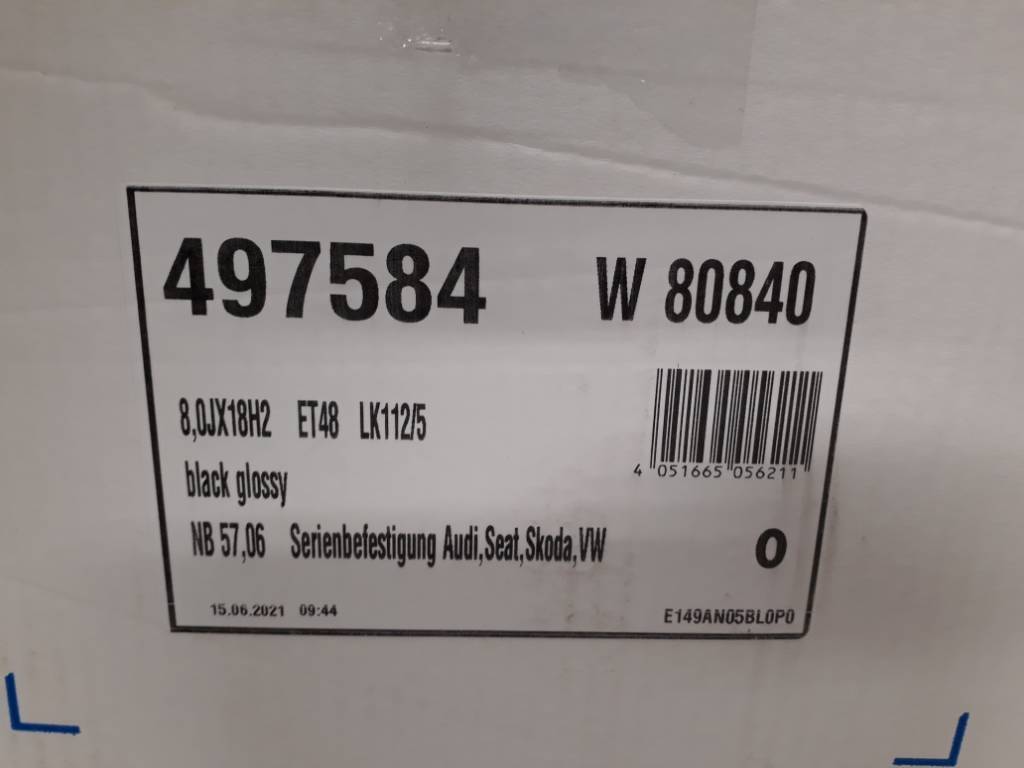 497584 W 80840
8,0JX18H2 ET48 LK112/5
black glossy
4 051665 056211
NB 57,06 Serienbefestigung Audi,Seat,Skoda,VW 0
15.06.2021 09:44 E149AN05BL0P0